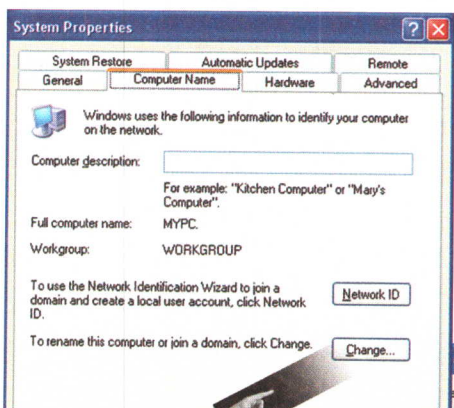 System Properties
System Restore Automatic Updates Remote
General Computer Name Hardware Advanced
Windows uses the following information to identify your computer
on the network.
Computer description:
For example: "Kitchen Computer" or "Mary's
Computer".
Full computer name: MYPC.
Workgroup: WORKGROUP
To use the Network Identification Wizard to join a
domain and create a local user account, click Network
ID.
Network ID
To rename this computer or join a domain, click Change.
Change...